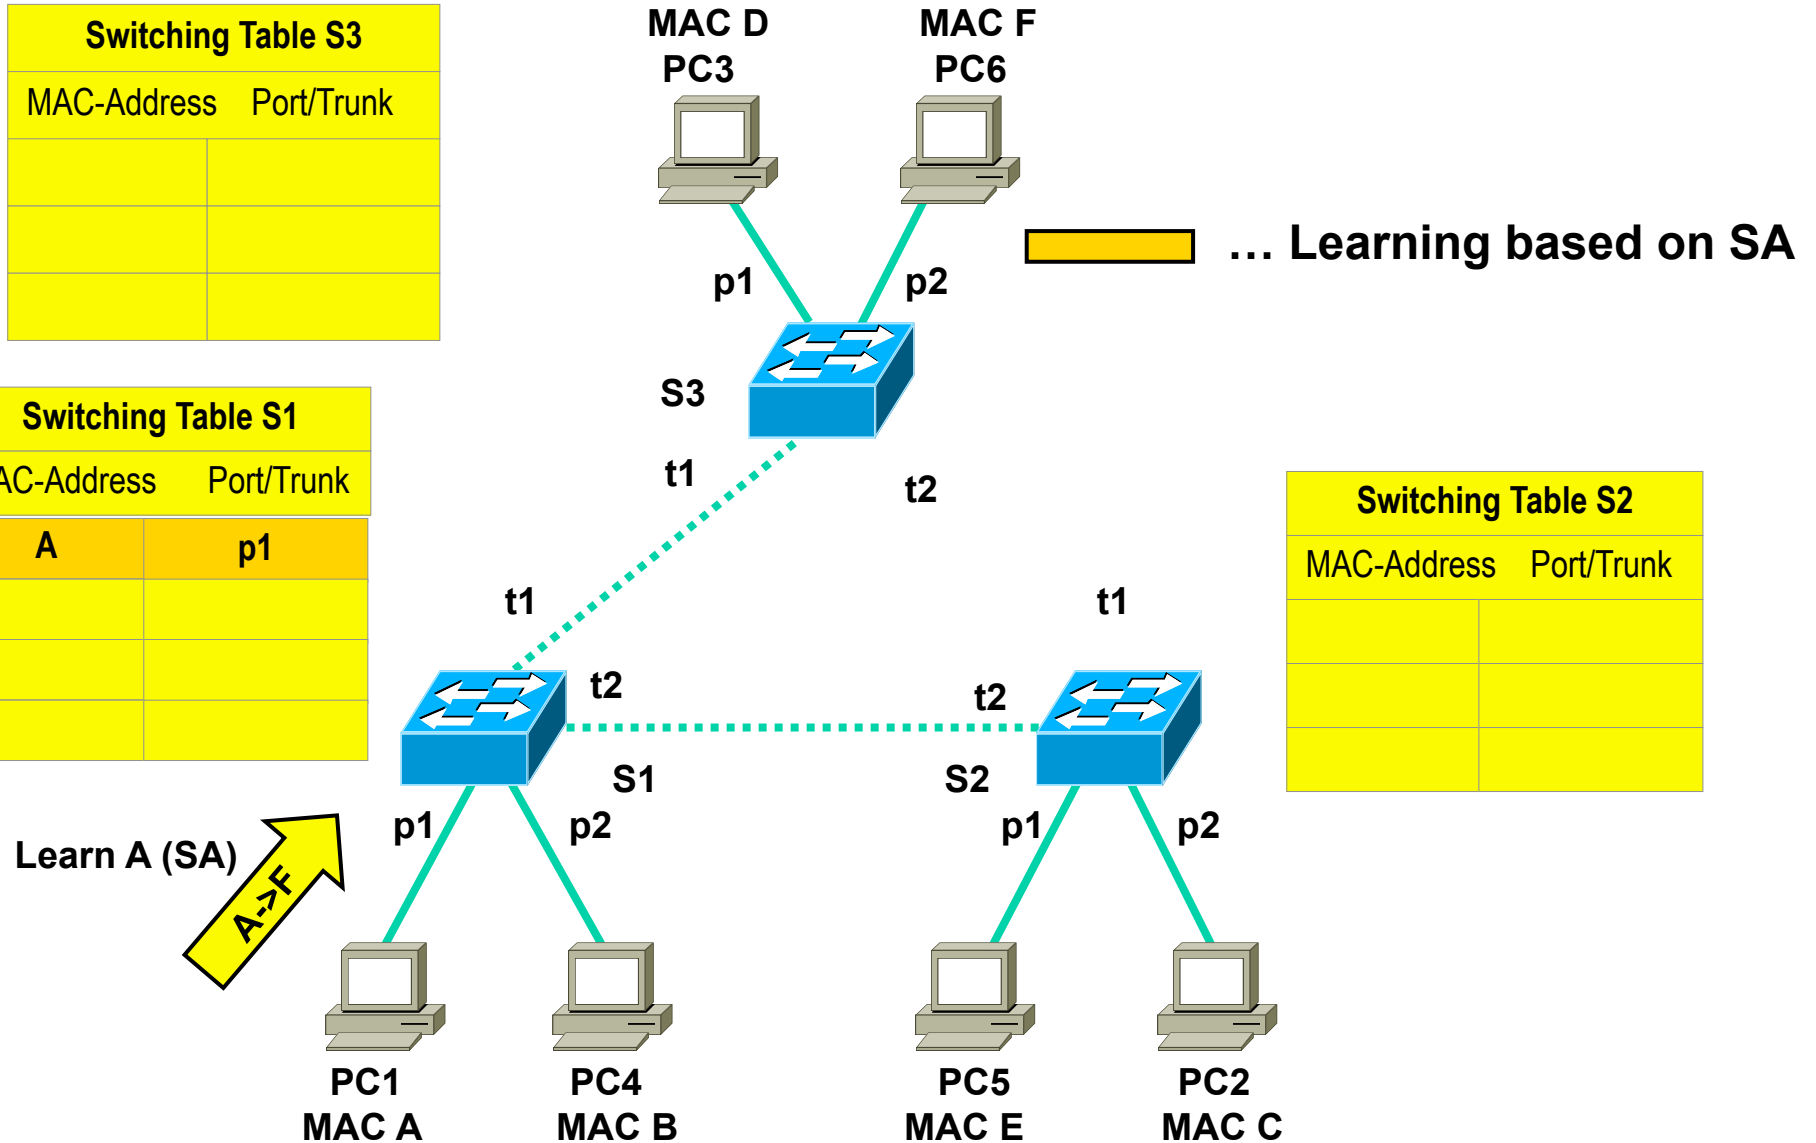 Switching Table S3
MAC-Address Port/Trunk
MAC D
PC3
MAC F
PC6
p1
p2
... Learning based on SA
S3
t1
t2
Switching Table S1
AC-Address Port/Trunk
A p1
Switching Table S2
MAC-Address Port/Trunk
t1
t1
t2
t2
S1
S2
p1
p2
p1
p2
Learn A (SA)
A->F
PC1
MAC A
PC4
MAC B
PC5
MAC E
PC2
MAC C